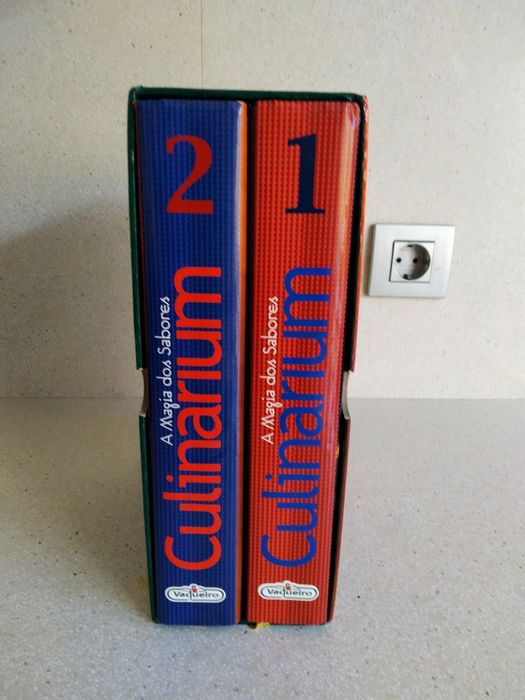 2
A Magia dos Sabores
Culinarium
Vaqueiro
1
A Magia dos Sabores
Culinarium
Vaqueiro